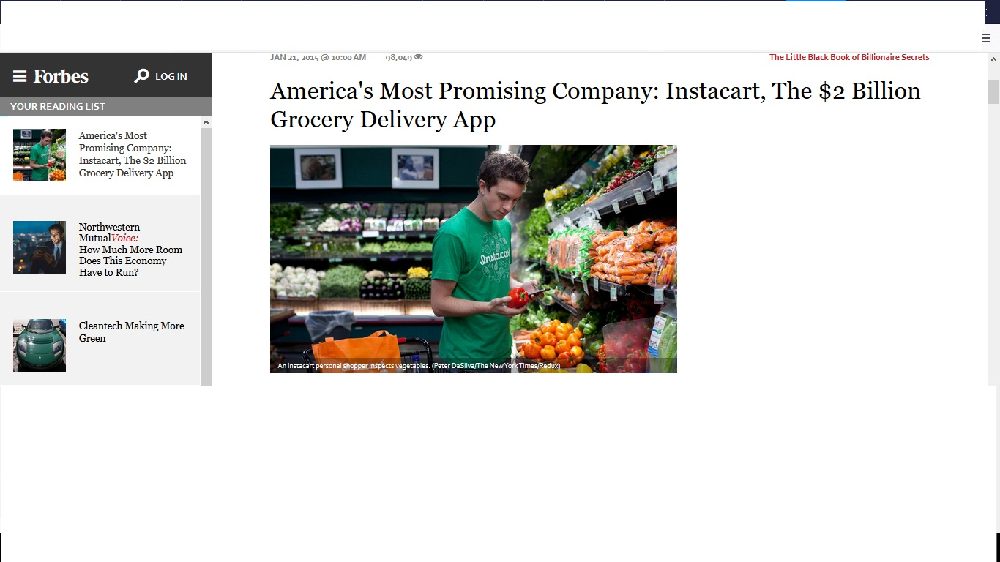 JAN 21, 2015 @ 10:00 AM 98,049 The Little Black Book of Billionaire Secrets
Forbes LOG IN
YOUR READING LIST
America's Most
Promising Company:
Instacart, The $2 Billion
Grocery Delivery App
Northwestern
MutualVoice:
How Much More Room
Does This Economy
Have to Run?
Cleantech Making More
Green
America's Most Promising Company: Instacart, The $2 Billion
Grocery Delivery App
Instacart
An Instacart personal shopper inspects vegetables. (Peter DaSilva/The New York Times/Redux)